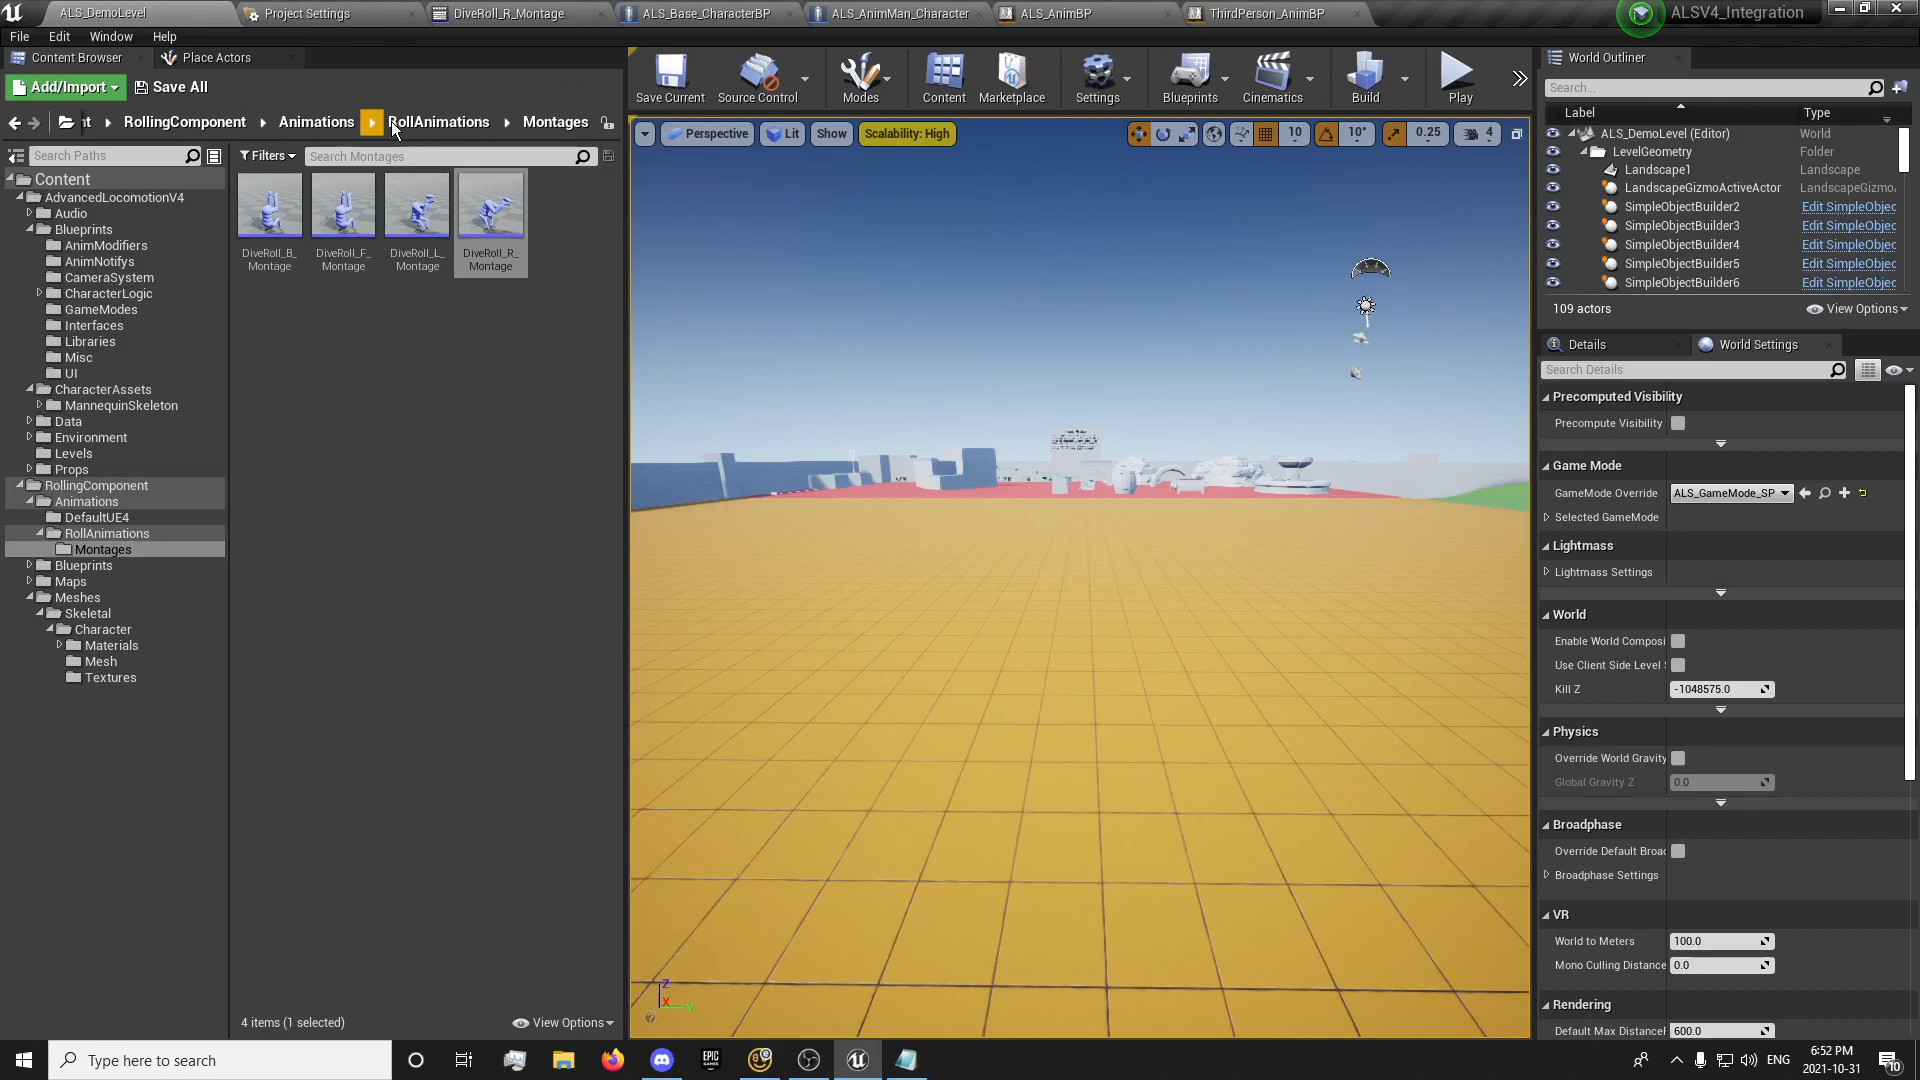 ALS_DemoLevel
Project Settings
DiveRoll_R_Montage
ALS_Base_CharacterBP
ALS_AnimMan_Character
ALS_AnimBP
ThirdPerson_AnimBP
ALSV4_Integration
File Edit Window Help
Content Browser
Place Actors
Add/Import
Save All
RollingComponent Animations RollAnimations Montages
Search Paths
Filters
Search Montages
Content
AdvancedLocomotionV4
Audio
Blueprints
AnimModifiers
AnimNotifys
CameraSystem
CharacterLogic
GameModes
Interfaces
Libraries
Misc
UI
CharacterAssets
MannequinSkeleton
Data
Environment
Levels
Props
RollingComponent
Animations
DefaultUE4
RollAnimations
Montages
Blueprints
Maps
Meshes
Skeletal
Character
Materials
Mesh
Textures
DiveRoll_B_
Montage
DiveRoll_F_
Montage
DiveRoll_L_
Montage
DiveRoll_R_
Montage
4 items (1 selected)
View Options
Save Current
Source Control
Modes
Content
Marketplace
Settings
Blueprints
Cinematics
Build
Play
Perspective
Lit
Show
Scalability: High
10
10°
0.25
4
Z
X
Y
World Outliner
Search...
Label Type
ALS_DemoLevel (Editor) World
LevelGeometry Folder
Landscape1 Landscape
LandscapeGizmoActiveActor LandscapeGizmo
SimpleObjectBuilder2 Edit SimpleObjec
SimpleObjectBuilder3 Edit SimpleObjec
SimpleObjectBuilder4 Edit SimpleObjec
SimpleObjectBuilder5 Edit SimpleObjec
SimpleObjectBuilder6 Edit SimpleObjec
109 actors
View Options
Details
World Settings
Search Details
Precomputed Visibility
Precompute Visibility
Game Mode
GameMode Override ALS_GameMode_SP
Selected GameMode
Lightmass
Lightmass Settings
World
Enable World Composi
Use Client Side Level
Kill Z -1048575.0
Physics
Override World Gravity
Global Gravity Z 0.0
Broadphase
Override Default Broad
Broadphase Settings
VR
World to Meters 100.0
Mono Culling Distance 0.0
Rendering
Default Max DistanceF 600.0
Type here to search
EPIC
ENG
6:52 PM
2021-10-31
10